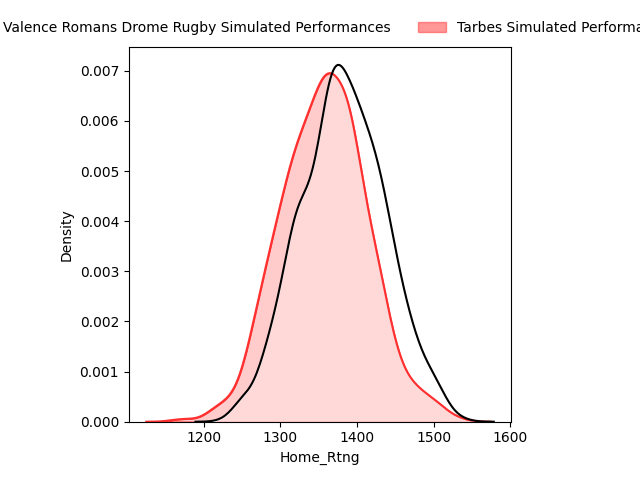 Valence Romans Drome Rugby Simulated Performances Tarbes Simulated Performa
0.007
0.006
0.005
0.004
0.003
0.002
0.001
0.000
Density
1200 1300 1400 1500 1600
Home_Rtng